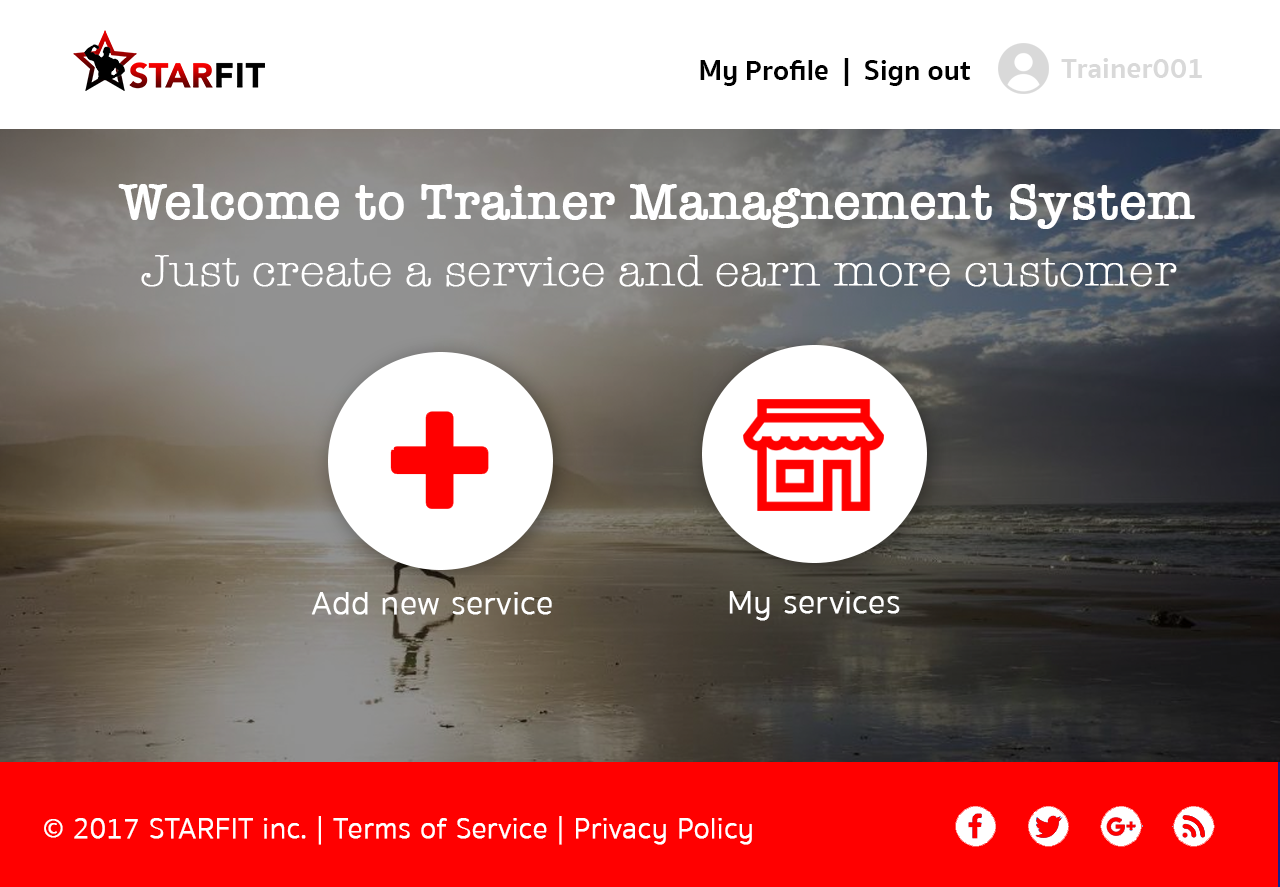 STARFIT
My Profile | Sign out
Trainer001
Welcome to Trainer Managnement System
Just create a service and earn more customer
Add new service
My services
© 2017 STARFIT inc. | Terms of Service | Privacy Policy